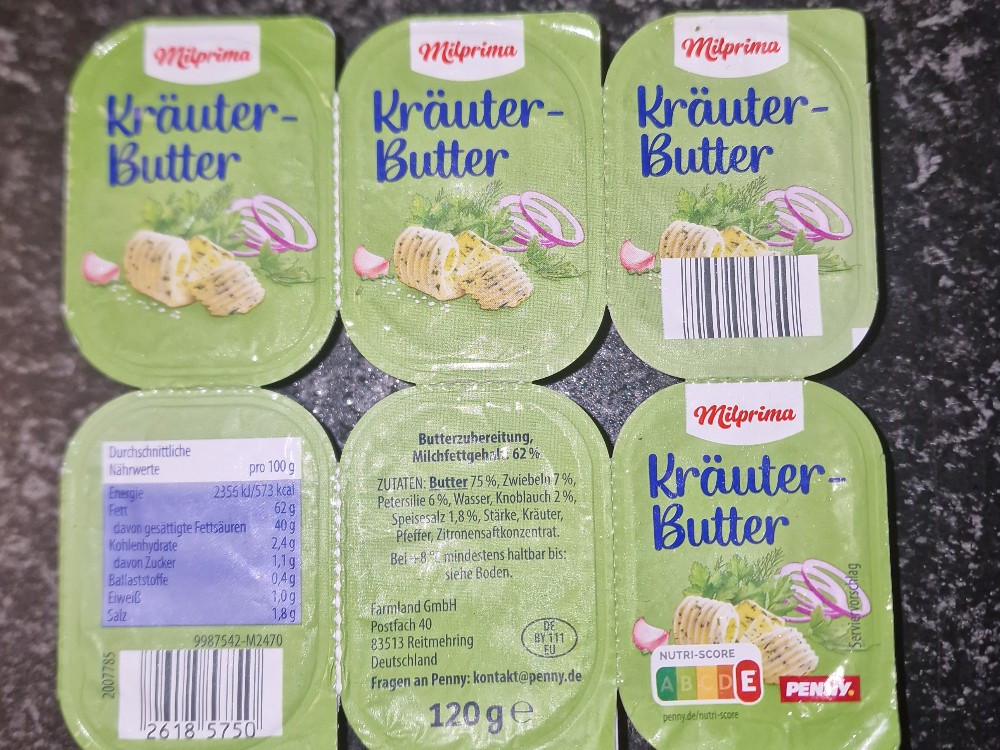 Milprima
Kräuter-
Butter
Milprima
Kräuter-
Butter
Milprima
Kräuter-
Butter
Durchschnittliche
Nährwerte pro 100 g
Energie 2356 kJ/573 kcal
Fett 62 g
davon gesättigte Fettsäuren 40 g
Kohlenhydrate 2,4 g
davon Zucker 1,1 g
Ballaststoffe 0,4 g
Eiweiß 1,0 g
Salz 1,8 g
9987542-M2470
2007785
2618 5750
Butterzubereitung,
Milchfettgehalt 62 %
ZUTATEN: Butter 75 %, Zwiebeln 7 %,
Petersilie 6 %, Wasser, Knoblauch 2 %,
Speisesalz 1,8 %, Stärke, Kräuter,
Pfeffer, Zitronensaftkonzentrat.
Bei +8 °C mindestens haltbar bis:
siehe Boden.
Farmland GmbH
Postfach 40
83513 Reitmehring
Deutschland
DE
BY 111
EU
Fragen an Penny: kontakt@penny.de
120 g e
Milprima
Kräuter-
Butter
Serviervorschlag
NUTRI-SCORE
A B C D E
PENNY.
penny.de/nutri-score